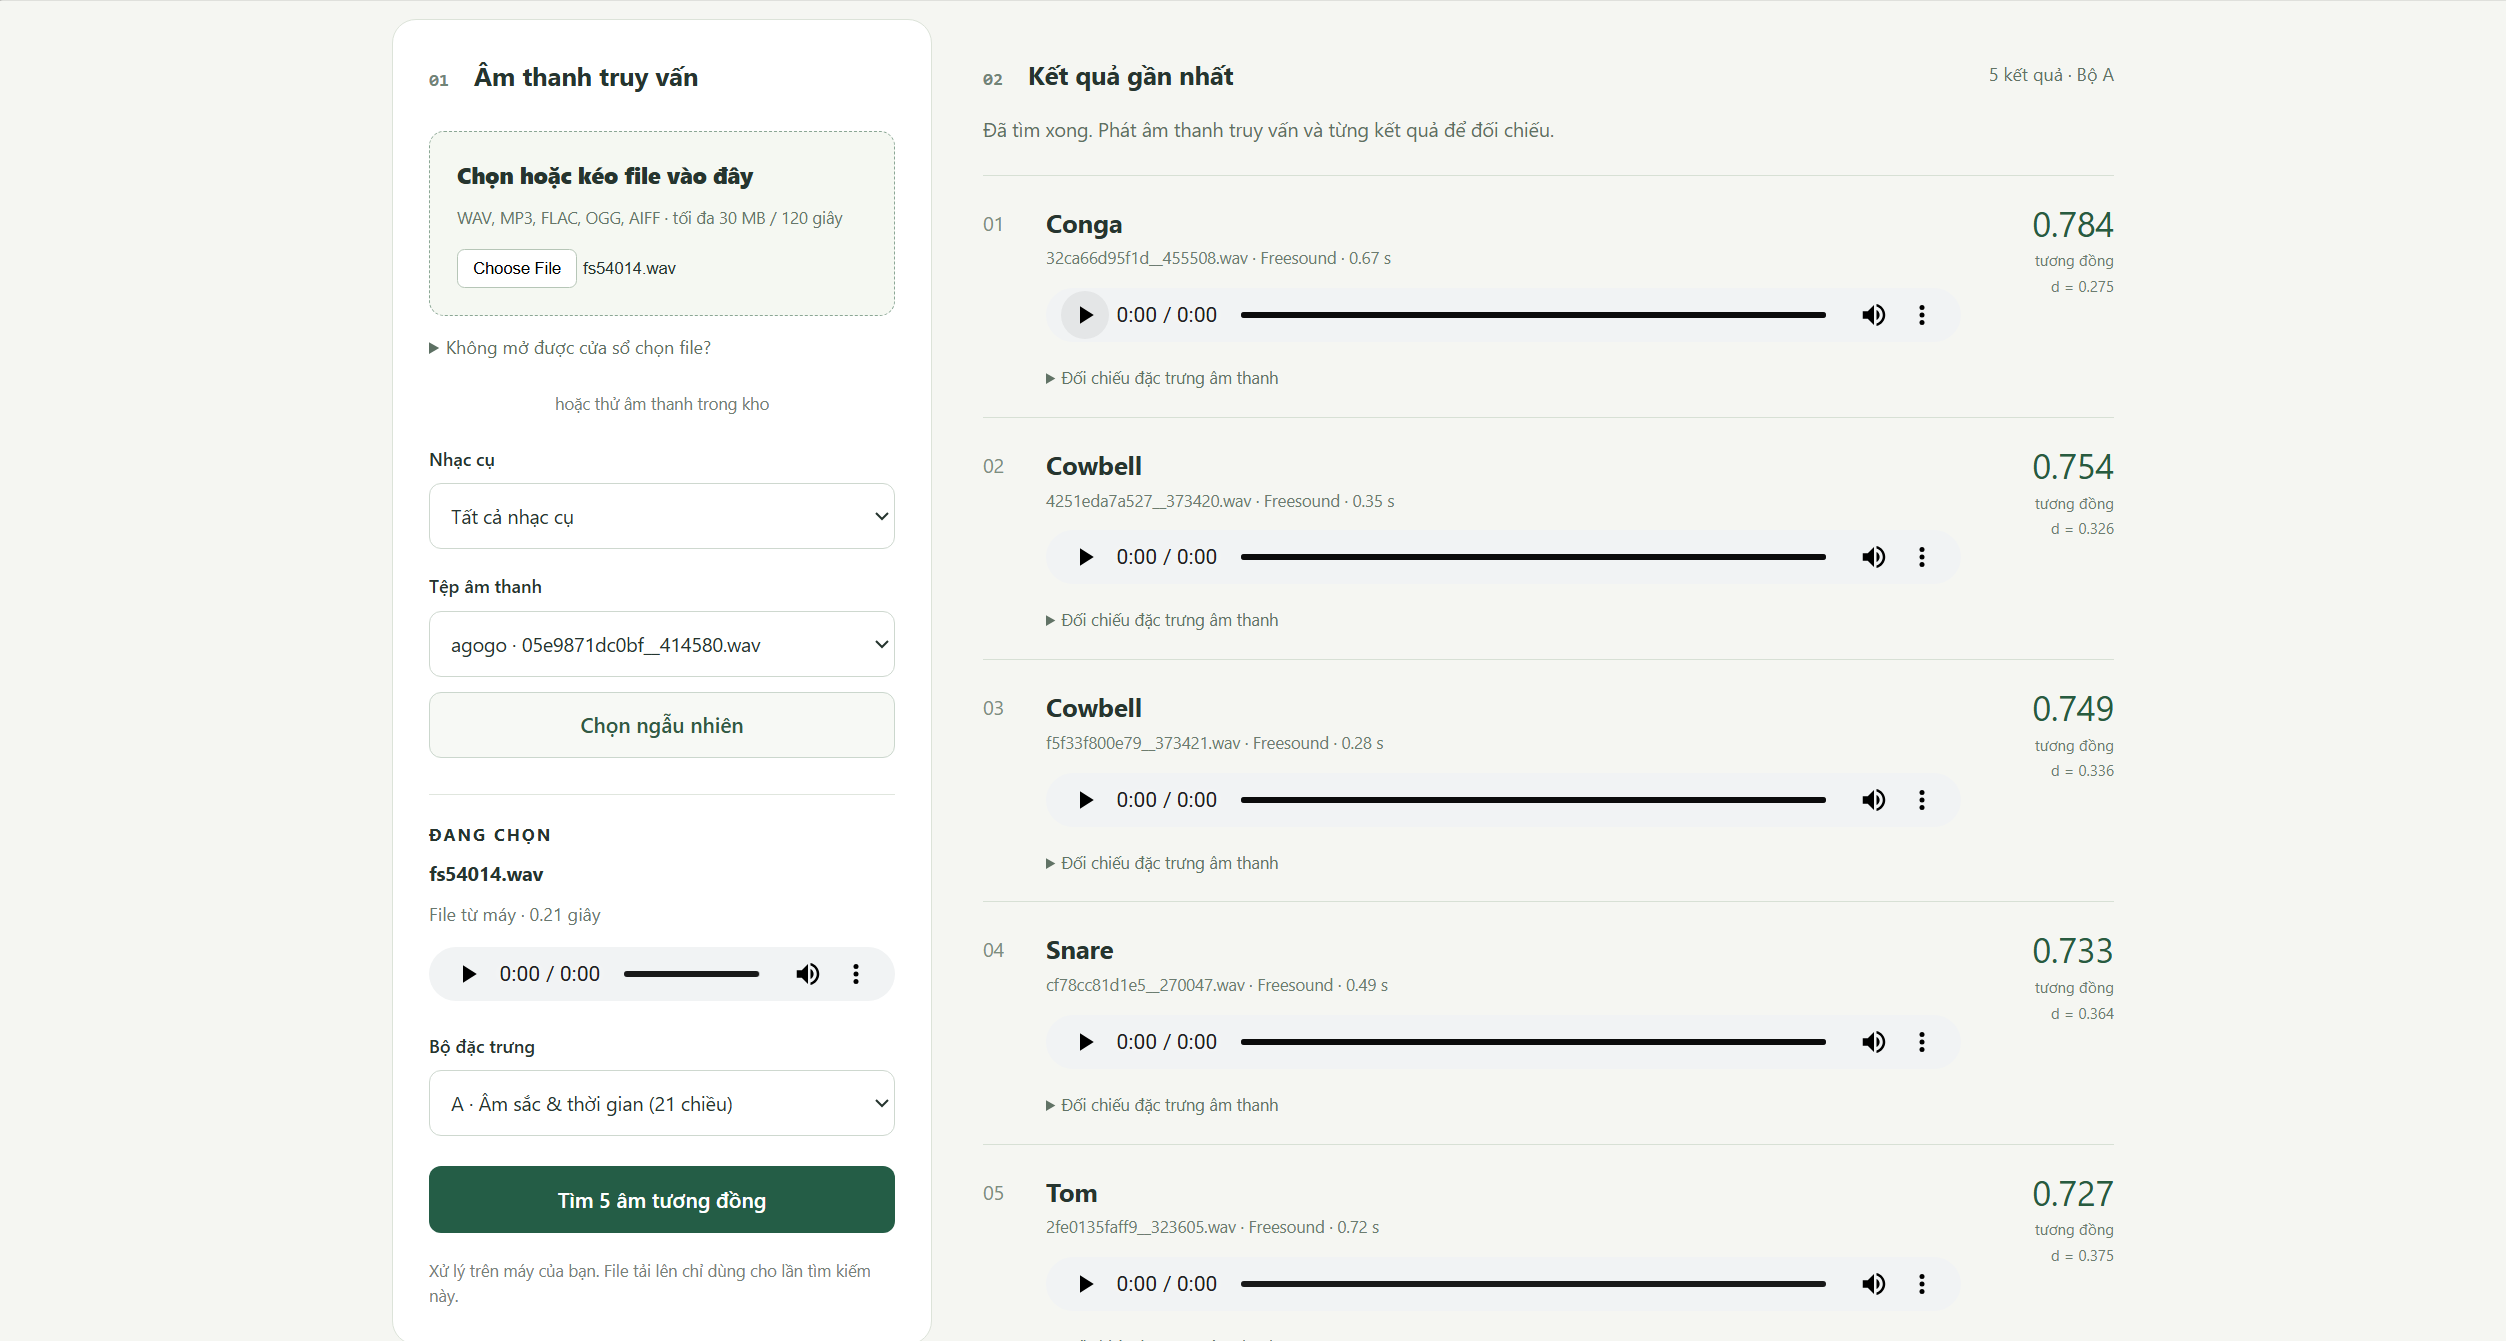 01 Âm thanh truy vấn
Chọn hoặc kéo file vào đây
WAV, MP3, FLAC, OGG, AIFF · tối đa 30 MB / 120 giây
Choose File fs54014.wav
▶ Không mở được cửa sổ chọn file?
hoặc thử âm thanh trong kho
Nhạc cụ
Tất cả nhạc cụ
Tệp âm thanh
agogo · 05e9871dc0bf__414580.wav
Chọn ngẫu nhiên
ĐANG CHỌN
fs54014.wav
File từ máy · 0.21 giây
0:00 / 0:00
Bộ đặc trưng
A · Âm sắc & thời gian (21 chiều)
Tìm 5 âm tương đồng
Xử lý trên máy của bạn. File tải lên chỉ dùng cho lần tìm kiếm
này.
02 Kết quả gần nhất
5 kết quả · Bộ A
Đã tìm xong. Phát âm thanh truy vấn và từng kết quả để đối chiếu.
01 Conga
32ca66d95f1d__455508.wav · Freesound · 0.67 s
0:00 / 0:00
▶ Đối chiếu đặc trưng âm thanh
0.784
tương đồng
d = 0.275
02 Cowbell
4251eda7a527__373420.wav · Freesound · 0.35 s
0:00 / 0:00
▶ Đối chiếu đặc trưng âm thanh
0.754
tương đồng
d = 0.326
03 Cowbell
f5f33f800e79__373421.wav · Freesound · 0.28 s
0:00 / 0:00
▶ Đối chiếu đặc trưng âm thanh
0.749
tương đồng
d = 0.336
04 Snare
cf78cc81d1e5__270047.wav · Freesound · 0.49 s
0:00 / 0:00
▶ Đối chiếu đặc trưng âm thanh
0.733
tương đồng
d = 0.364
05 Tom
2fe0135faff9__323605.wav · Freesound · 0.72 s
0:00 / 0:00
0.727
tương đồng
d = 0.375